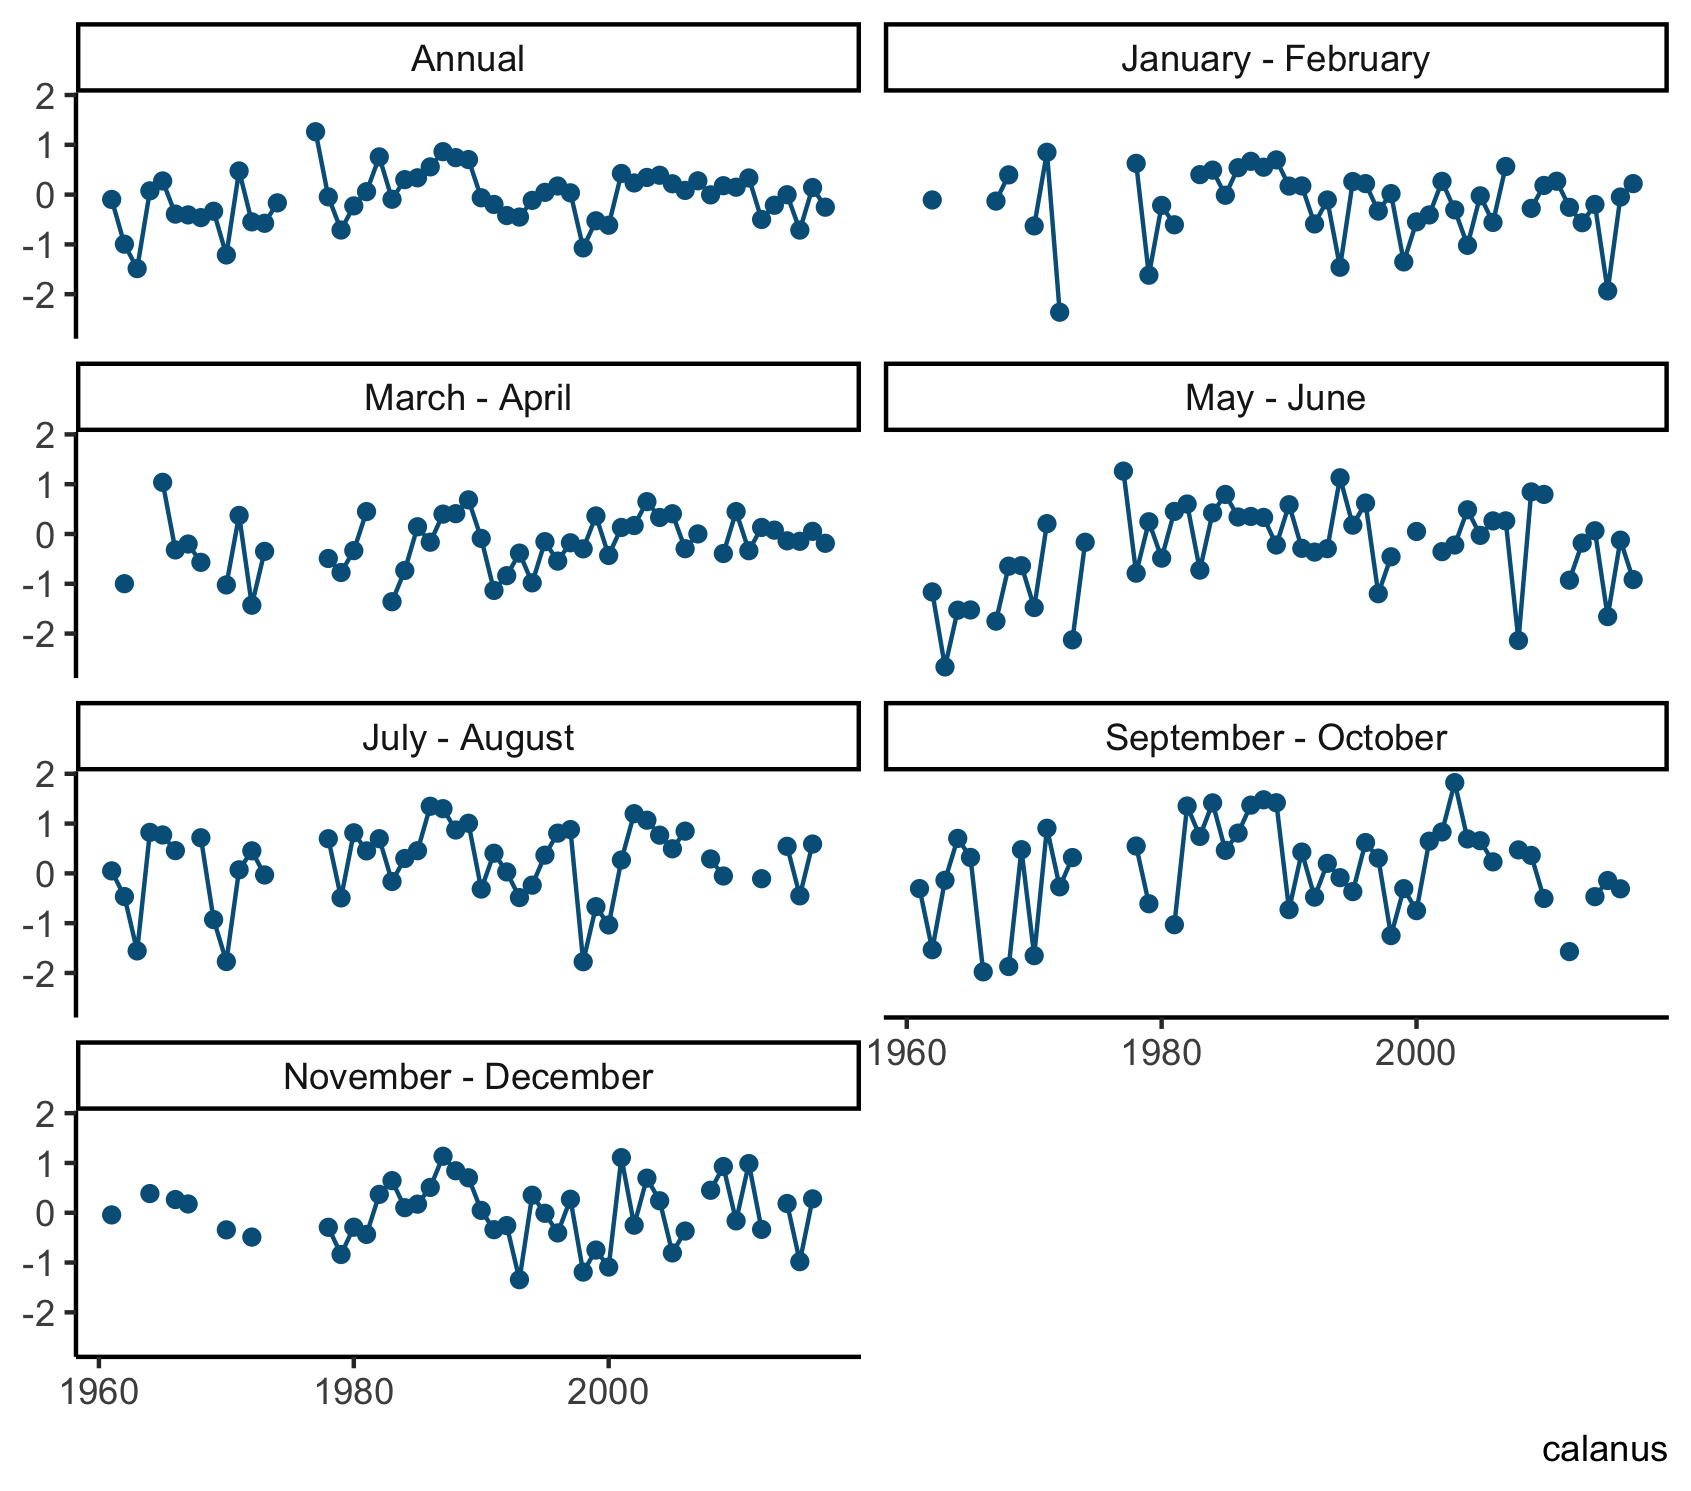 Annual
January - February
2
1
0
-1
-2
March - April
May - June
2
1
0
-1
-2
July - August
September - October
2
1
0
-1
-2
1960 1980 2000
November - December
2
1
0
-1
-2
1960 1980 2000
calanus